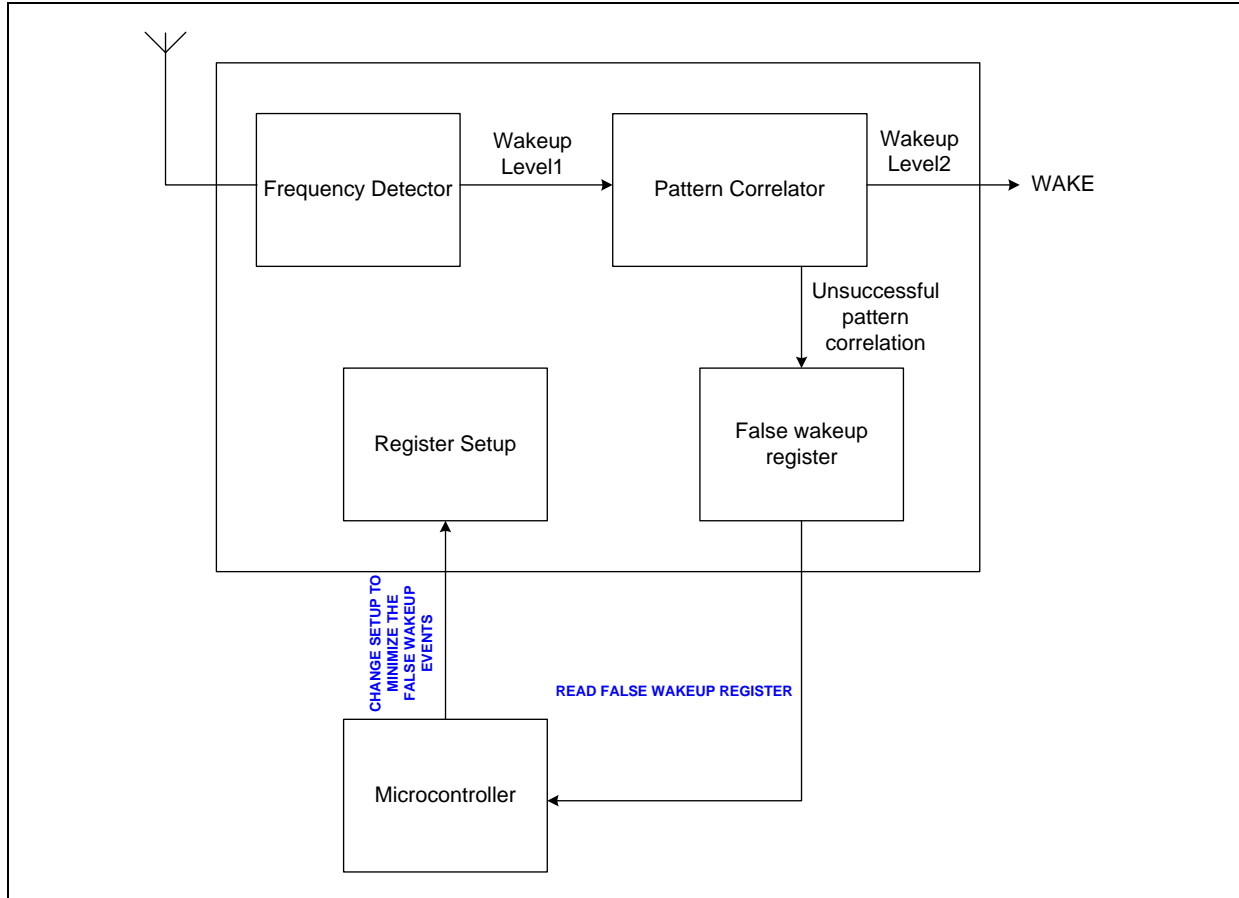 Frequency Detector
Wakeup
Level1
Pattern Correlator
Wakeup
Level2
WAKE
Unsuccessful
pattern
correlation
Register Setup
False wakeup
register
CHANGE SETUP TO
MINIMIZE THE
FALSE WAKEUP
EVENTS
READ FALSE WAKEUP REGISTER
Microcontroller